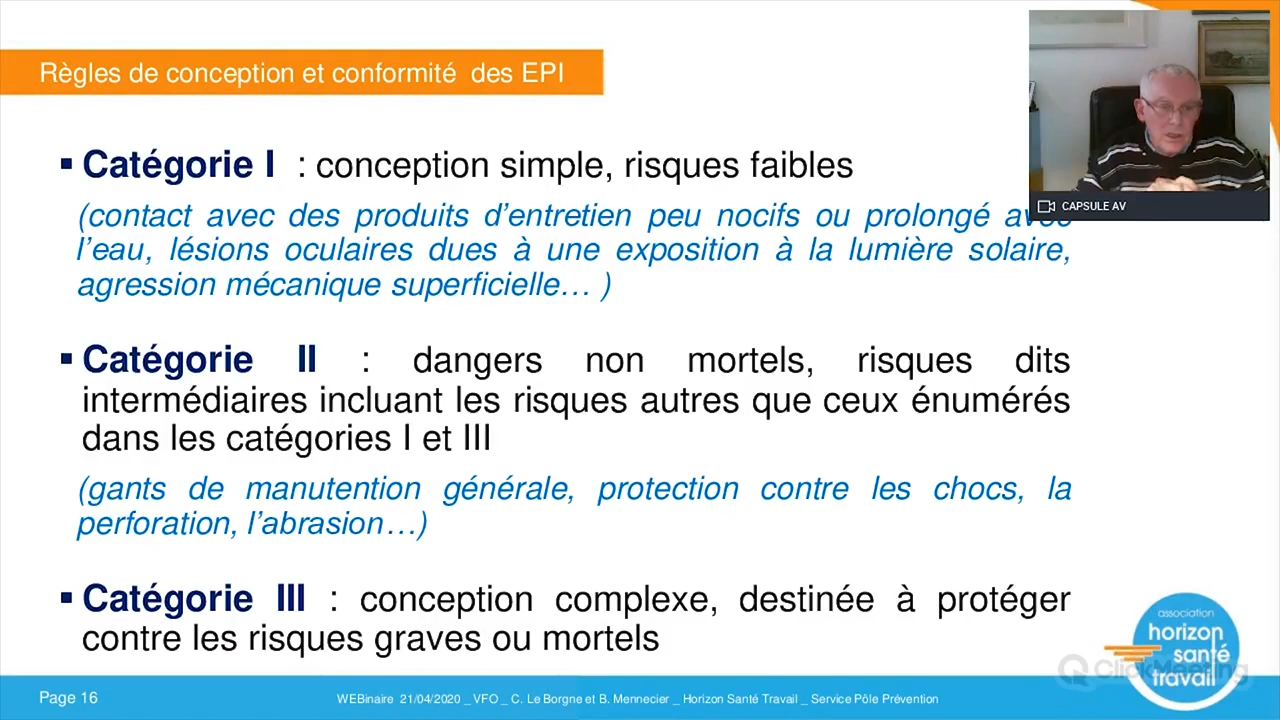 Règles de conception et conformité des EPI
▪ Catégorie I : conception simple, risques faibles
(contact avec des produits d'entretien peu nocifs ou prolongé avec
l'eau, lésions oculaires dues à une exposition à la lumière solaire,
agression mécanique superficielle… )
▪ Catégorie II : dangers non mortels, risques dits
intermédiaires incluant les risques autres que ceux énumérés
dans les catégories I et III
(gants de manutention générale, protection contre les chocs, la
perforation, l'abrasion…)
▪ Catégorie III : conception complexe, destinée à protéger
contre les risques graves ou mortels
CAPSULE AV
association
horizon
santé
travail
ClickMeeting
Page 16
WEBinaire 21/04/2020 _ VFO _ C. Le Borgne et B. Mennecier _ Horizon Santé Travail _ Service Pôle Prévention